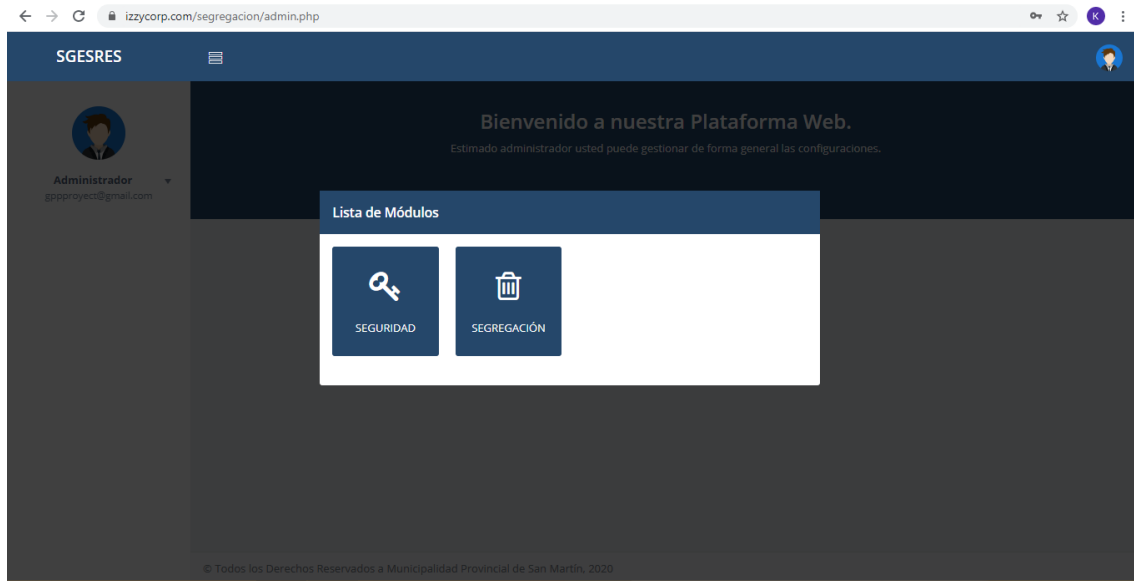 izzycorp.com/segregacion/admin.php
K
SGESRES
Bienvenido a nuestra Plataforma Web.
Estimado administrador usted puede gestionar de forma general las configuraciones.
Administrador
gppproyect@gmail.com
Lista de Módulos
SEGURIDAD
SEGREGACIÓN
© Todos los Derechos Reservados a Municipalidad Provincial de San Martín, 2020